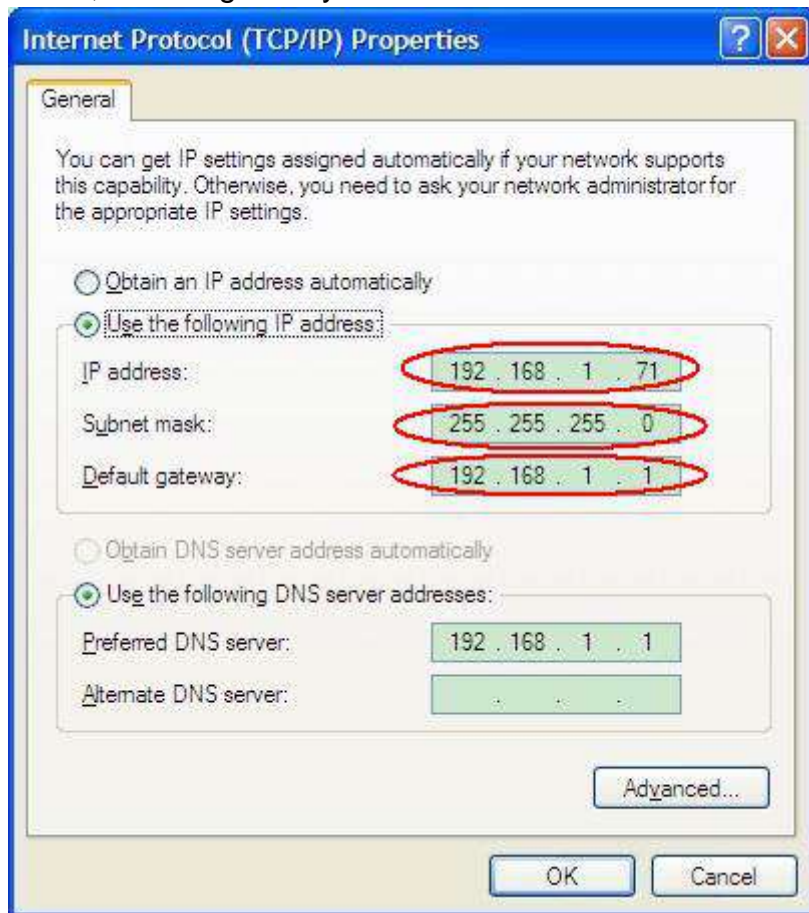 Internet Protocol (TCP/IP) Properties
General
You can get IP settings assigned automatically if your network supports
this capability. Otherwise, you need to ask your network administrator for
the appropriate IP settings.
Obtain an IP address automatically
Use the following IP address:
IP address: 192 . 168 . 1 . 71
Subnet mask: 255 . 255 . 255 . 0
Default gateway: 192 . 168 . 1 . 1
Obtain DNS server address automatically
Use the following DNS server addresses:
Preferred DNS server: 192 . 168 . 1 . 1
Alternate DNS server: . . .
Advanced...
OK Cancel